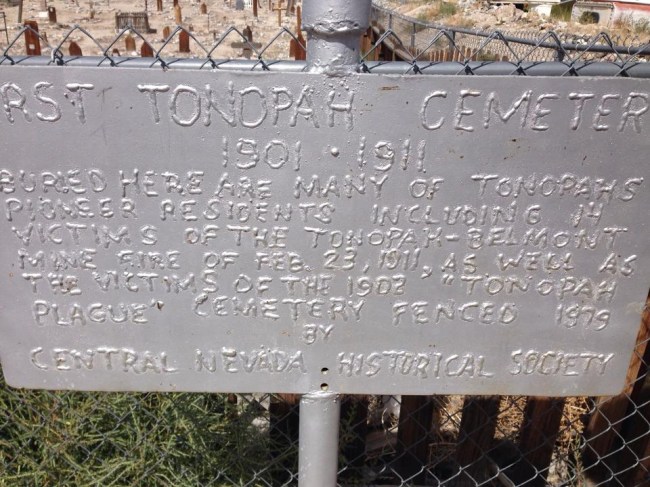 RST TONOPAH CEMETER
1901 · 1911
BURIED HERE ARE MANY OF TONOPAHS
PIONEER RESIDENTS INCLUDING 14
VICTIMS OF THE TONOPAH-BELMONT
MINE FIRE OF FEB. 23, 1911, AS WELL AS
THE VICTIMS OF THE 1902 "TONOPAH
PLAGUE" CEMETERY FENCED 1979
BY
CENTRAL NEVADA HISTORICAL SOCIETY